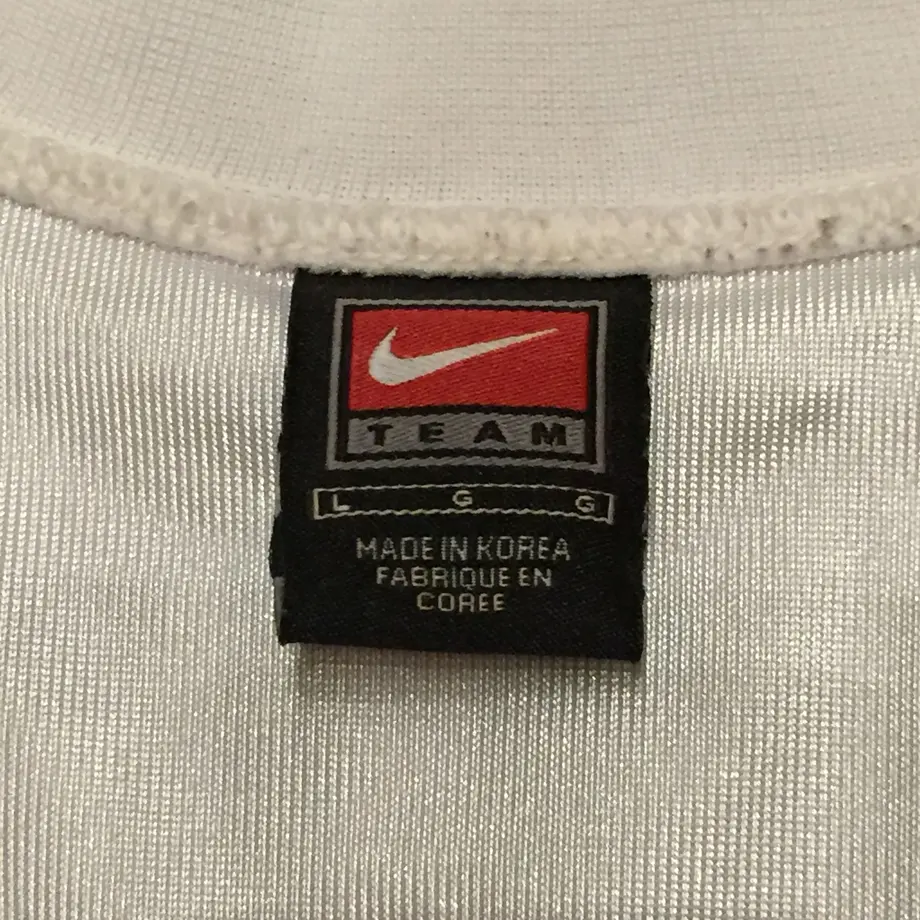 TEAM
L G G
MADE IN KOREA
FABRIQUE EN
COREE